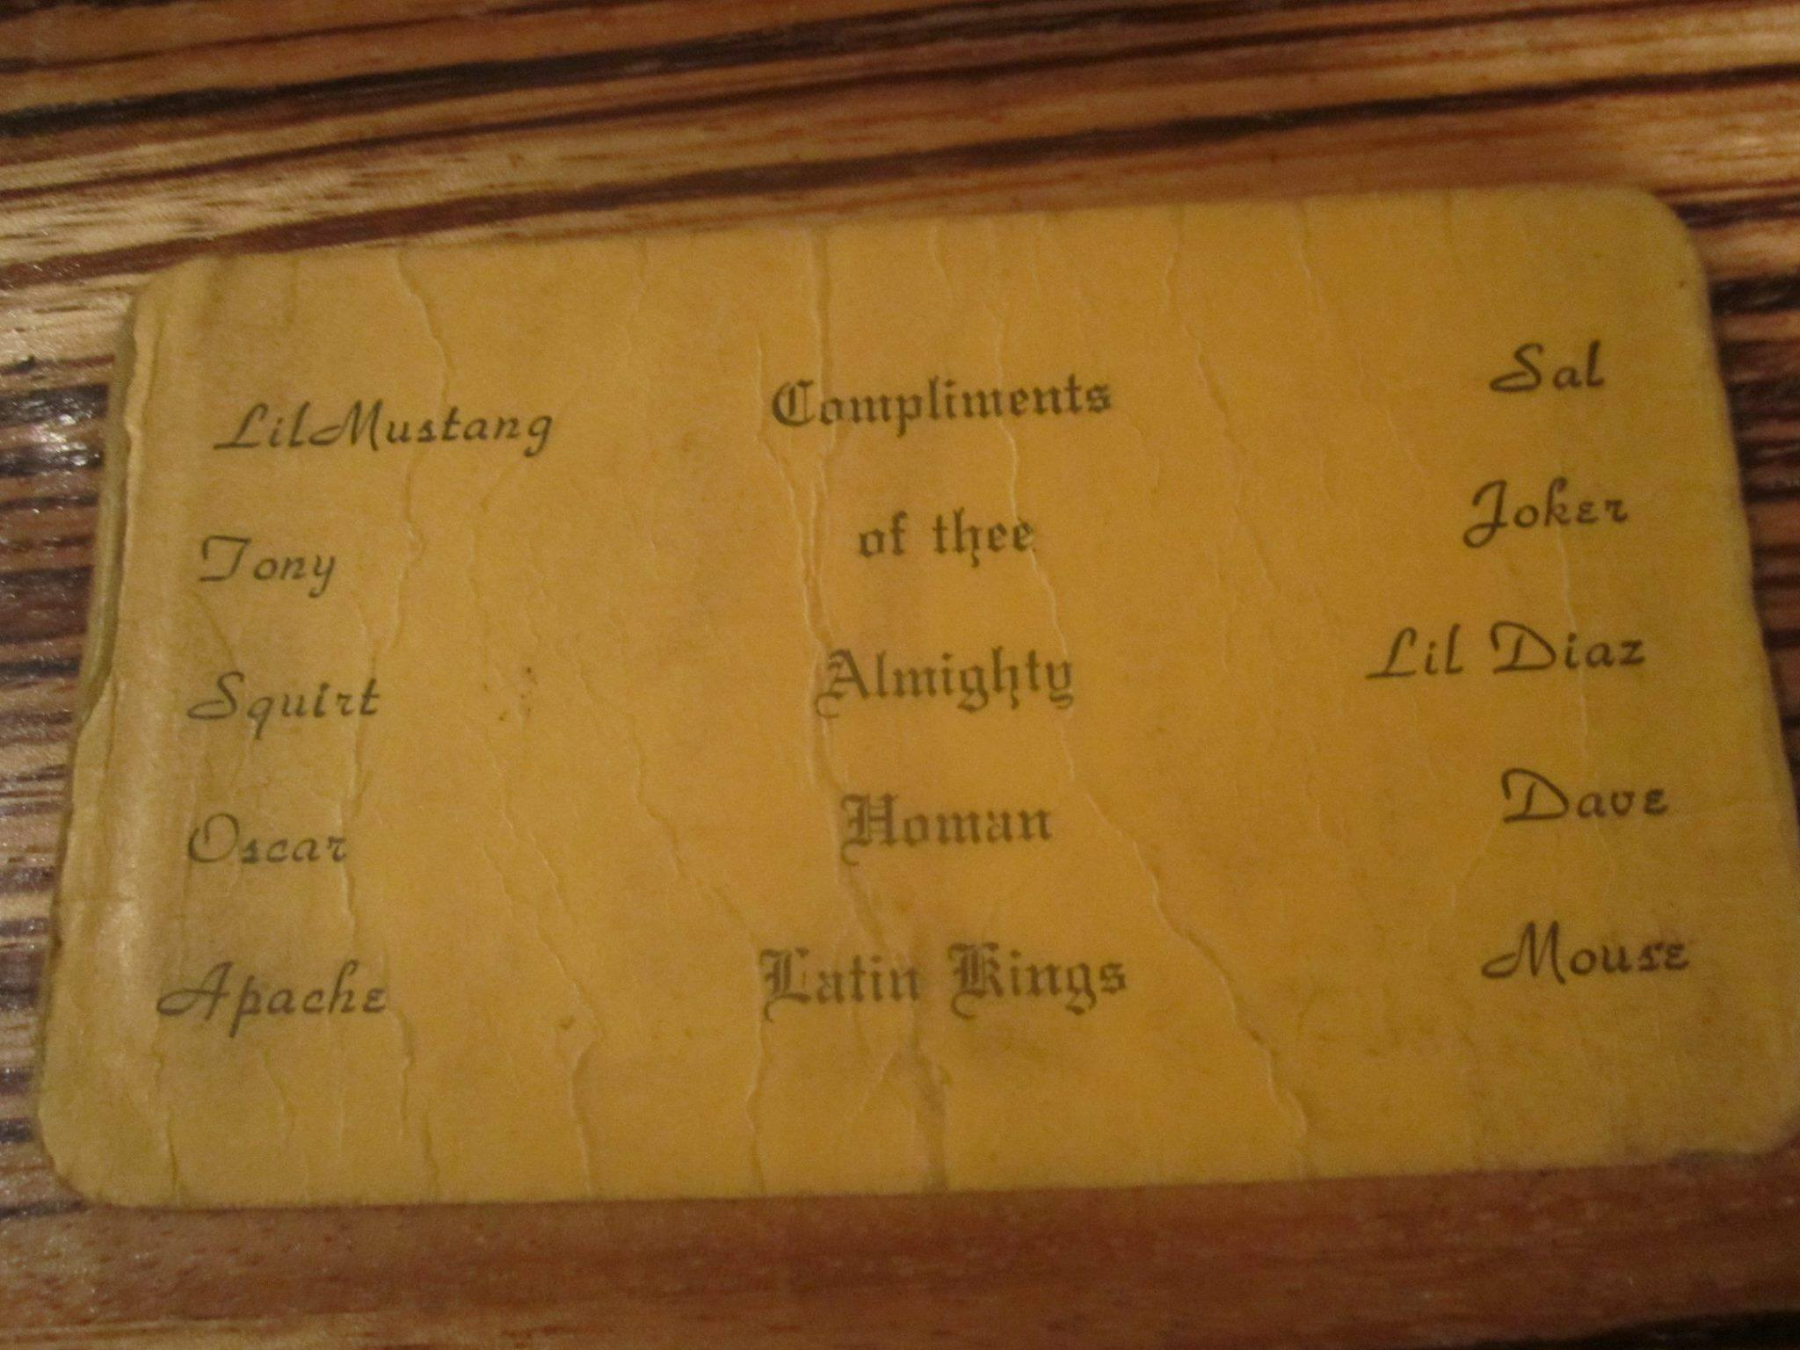 LilMustang
Tony
Squirt
Oscar
Apache
Compliments
of thee
Almighty
Homan
Latin Kings
Sal
Joker
Lil Diaz
Dave
Mouse